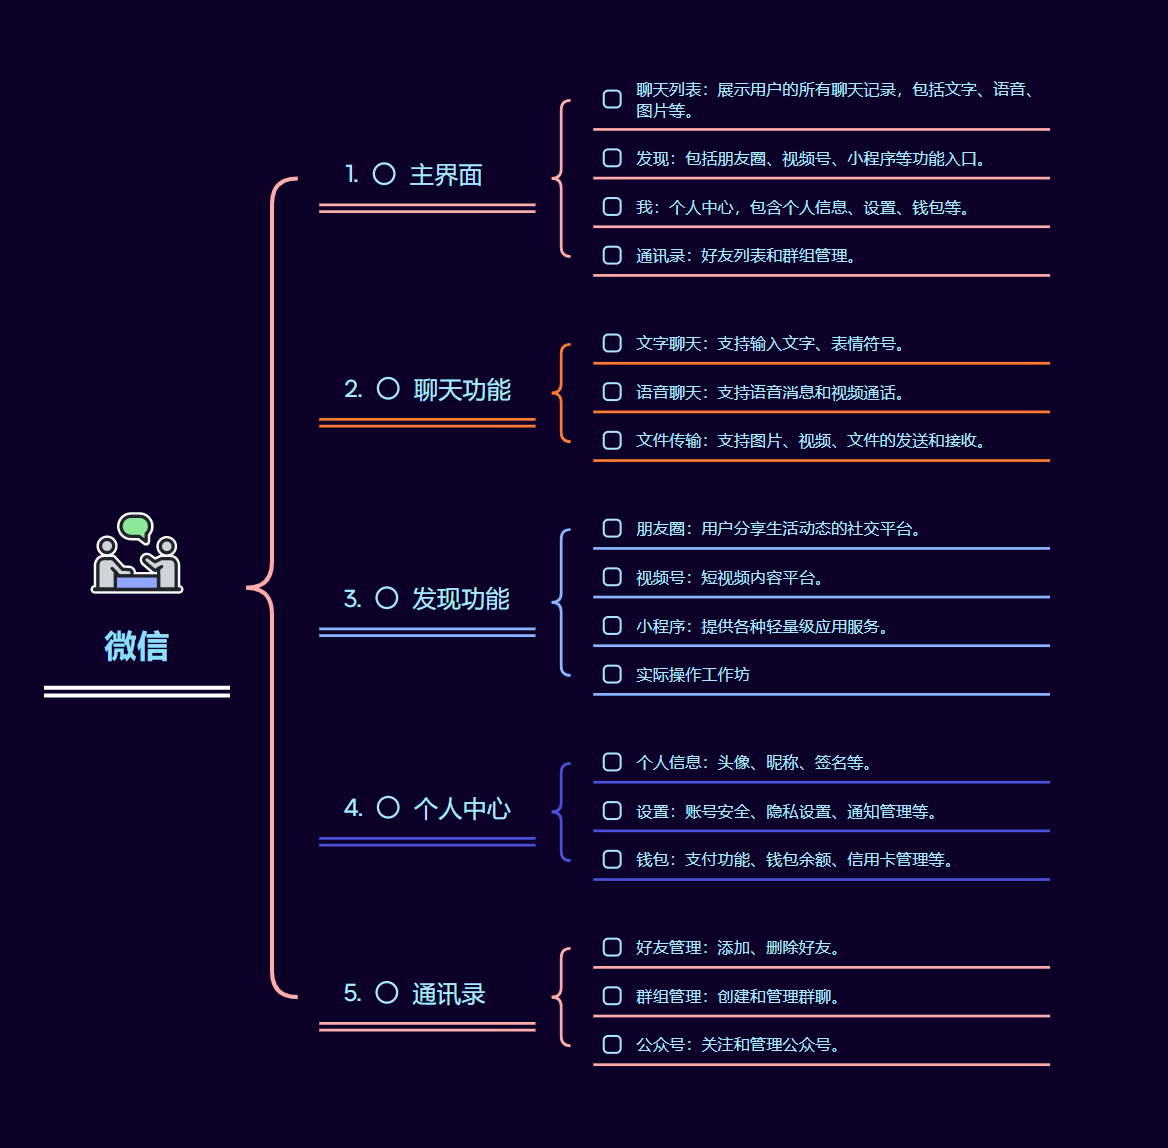 微信
1. 主界面
聊天列表：展示用户的所有聊天记录，包括文字、语音、
图片等。
发现：包括朋友圈、视频号、小程序等功能入口。
我：个人中心，包含个人信息、设置、钱包等。
通讯录：好友列表和群组管理。
2. 聊天功能
文字聊天：支持输入文字、表情符号。
语音聊天：支持语音消息和视频通话。
文件传输：支持图片、视频、文件的发送和接收。
3. 发现功能
朋友圈：用户分享生活动态的社交平台。
视频号：短视频内容平台。
小程序：提供各种轻量级应用服务。
实际操作工作坊
4. 个人中心
个人信息：头像、昵称、签名等。
设置：账号安全、隐私设置、通知管理等。
钱包：支付功能、钱包余额、信用卡管理等。
5. 通讯录
好友管理：添加、删除好友。
群组管理：创建和管理群聊。
公众号：关注和管理公众号。